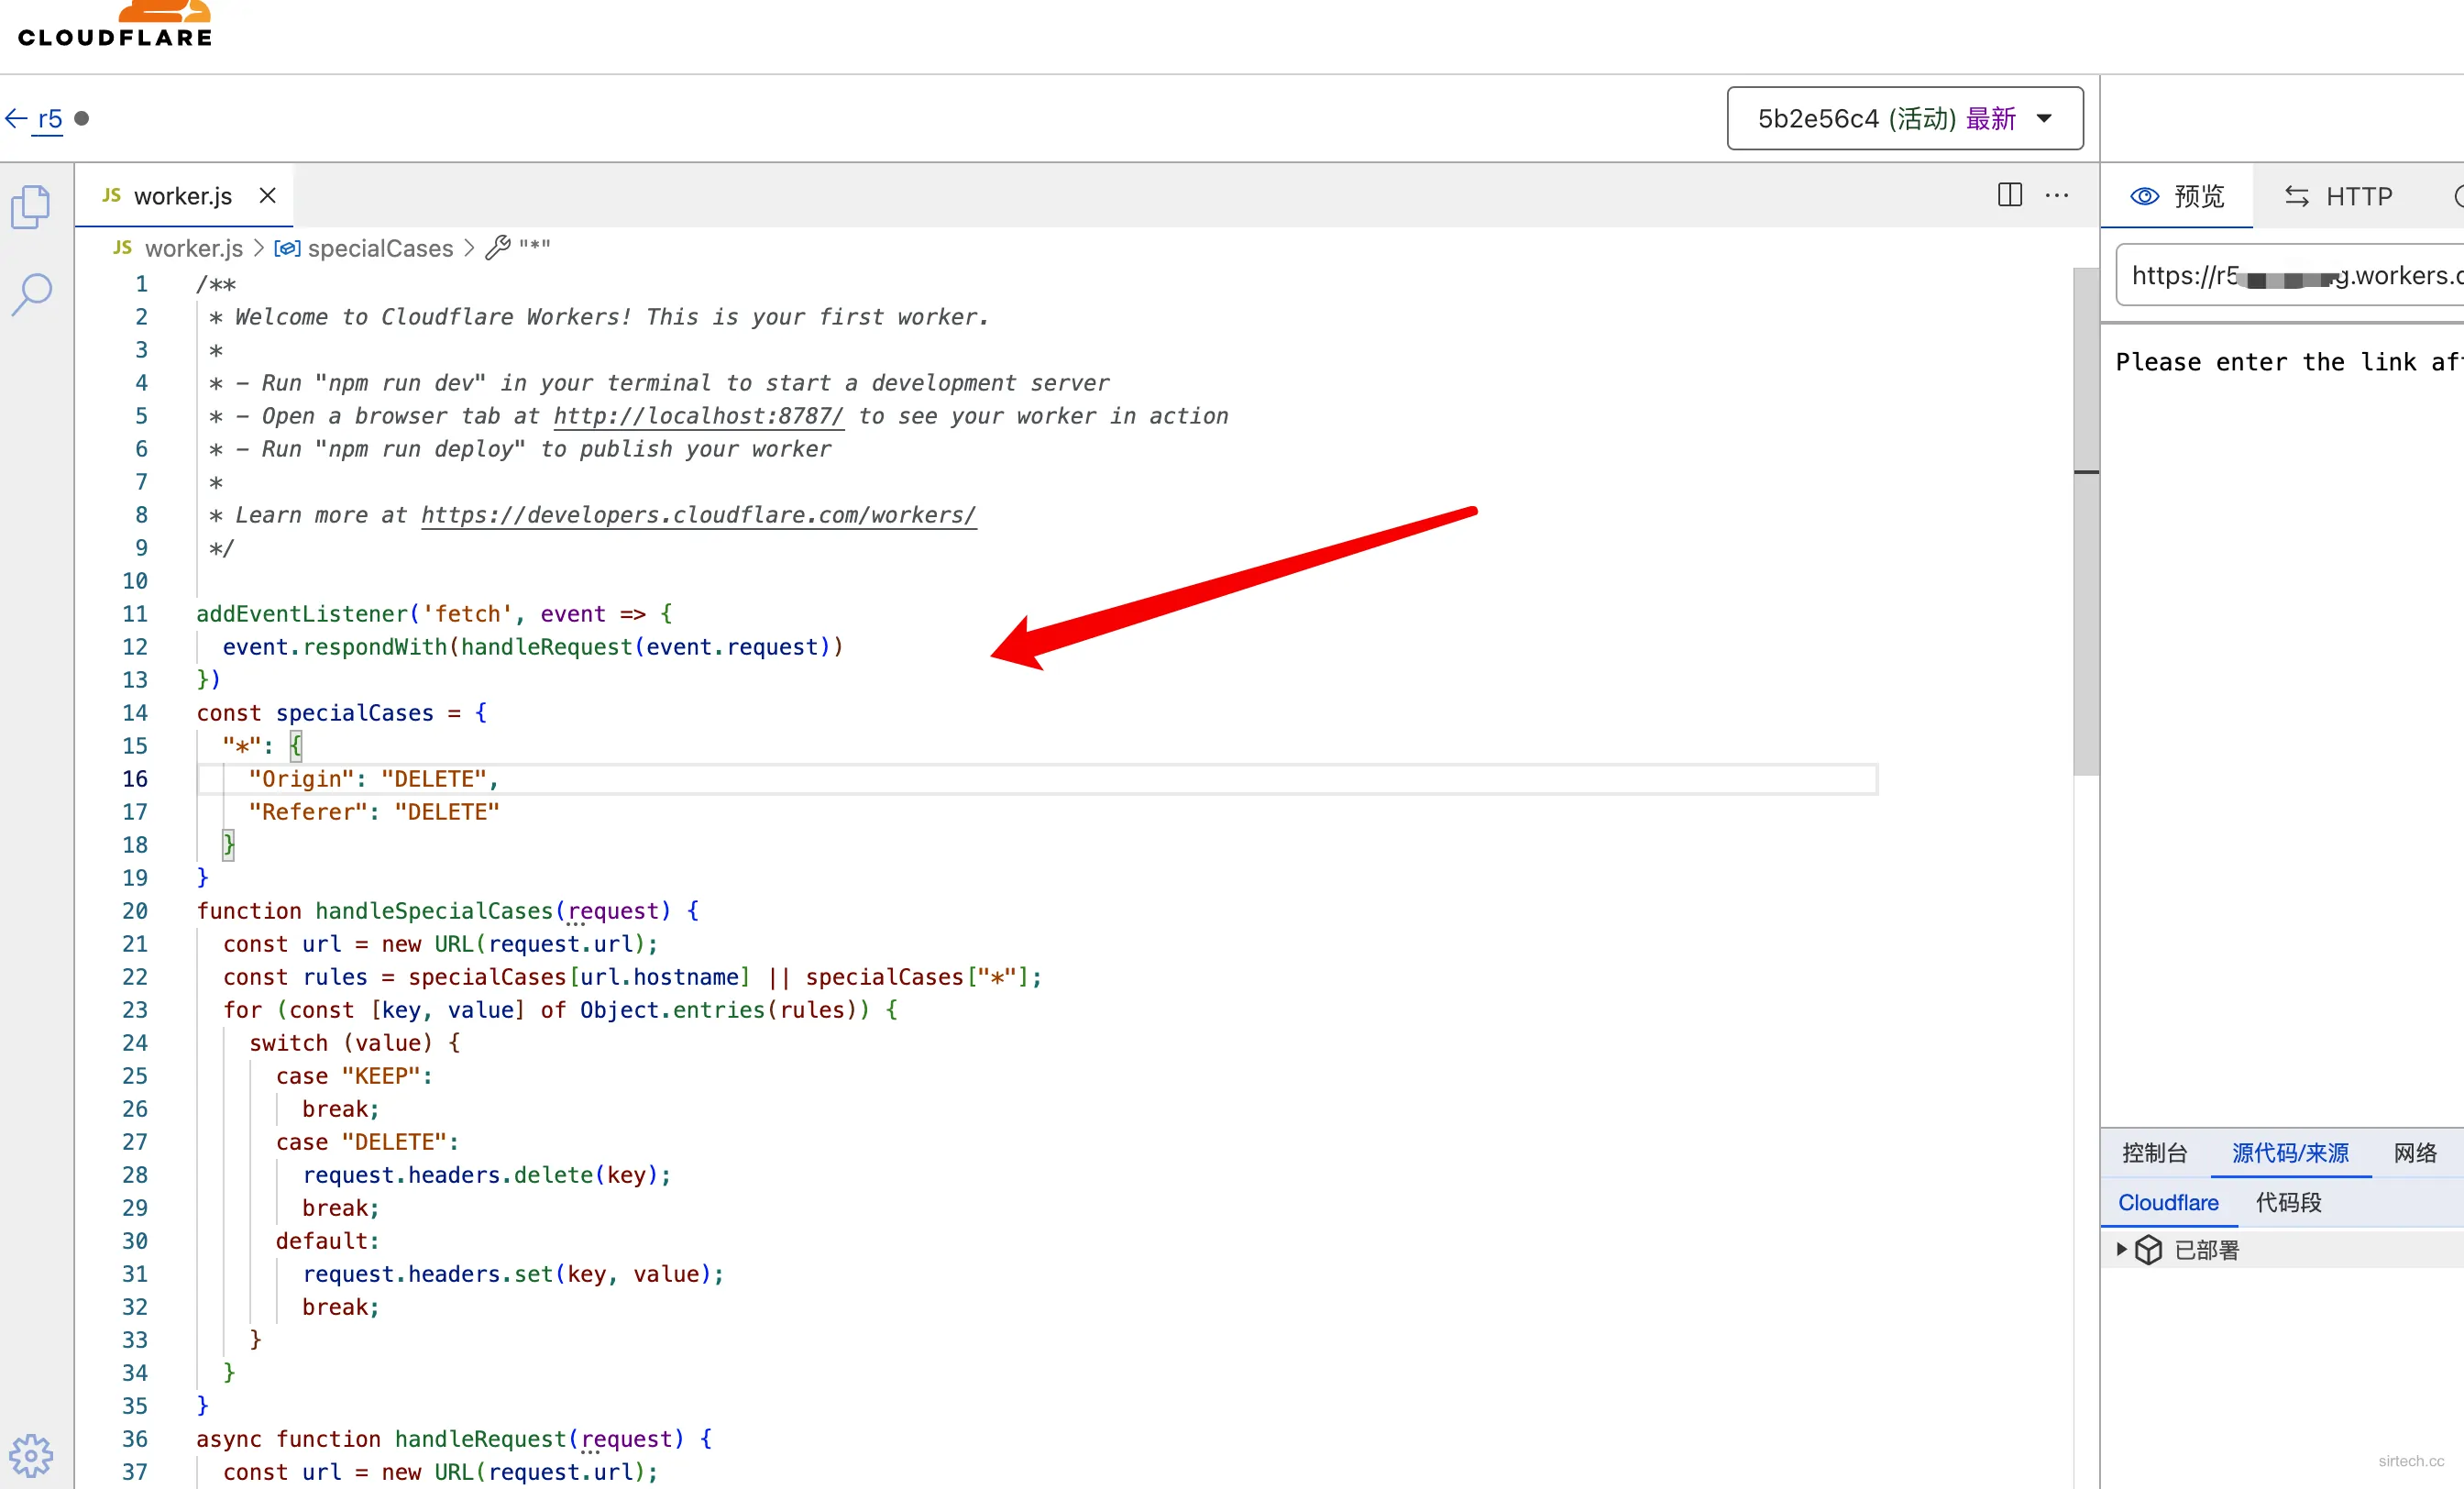 CLOUDFLARE
r5
5b2e56c4 (活动) 最新
JS worker.js
预览
HTTP
JS worker.js > specialCases > "*"
https://r5 g.workers.
Please enter the link af
1 /**
2 * Welcome to Cloudflare Workers! This is your first worker.
3 *
4 * - Run "npm run dev" in your terminal to start a development server
5 * - Open a browser tab at http://localhost:8787/ to see your worker in action
6 * - Run "npm run deploy" to publish your worker
7 *
8 * Learn more at https://developers.cloudflare.com/workers/
9 */
10
11 addEventListener('fetch', event => {
12 event.respondWith(handleRequest(event.request))
13 })
14 const specialCases = {
15 "*": {
16 "Origin": "DELETE",
17 "Referer": "DELETE"
18 }
19 }
20 function handleSpecialCases(request) {
21 const url = new URL(request.url);
22 const rules = specialCases[url.hostname] || specialCases["*"];
23 for (const [key, value] of Object.entries(rules)) {
24 switch (value) {
25 case "KEEP":
26 break;
27 case "DELETE":
28 request.headers.delete(key);
29 break;
30 default:
31 request.headers.set(key, value);
32 break;
33 }
34 }
35 }
36 async function handleRequest(request) {
37 const url = new URL(request.url);
控制台 源代码/来源 网络
Cloudflare 代码段
已部署
sirtech.cc